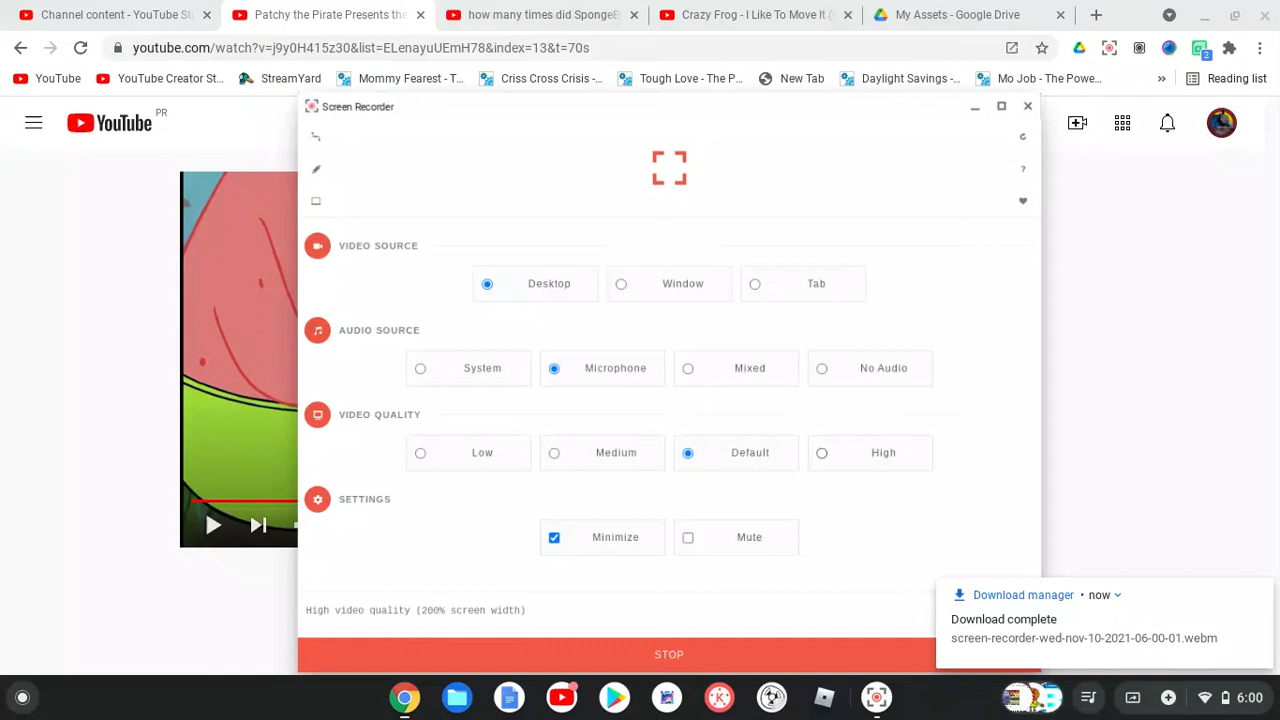 Channel content - YouTube St
Patchy the Pirate Presents the
how many times did SpongeB
Crazy Frog - I Like To Move It (
My Assets - Google Drive
youtube.com/watch?v=j9y0H415z30&list=ELenayuUEmH78&index=13&t=70s
YouTube
YouTube Creator St...
StreamYard
Mommy Fearest - T...
Criss Cross Crisis -...
Tough Love - The P...
New Tab
Daylight Savings -...
Mo Job - The Powe...
»
Reading list
2
YouTube PR
Screen Recorder
?
VIDEO SOURCE
Desktop
Window
Tab
AUDIO SOURCE
System
Microphone
Mixed
No Audio
VIDEO QUALITY
Low
Medium
Default
High
SETTINGS
Minimize
Mute
High video quality (200% screen width)
STOP
Download manager • now
Download complete
screen-recorder-wed-nov-10-2021-06-00-01.webm
6:00